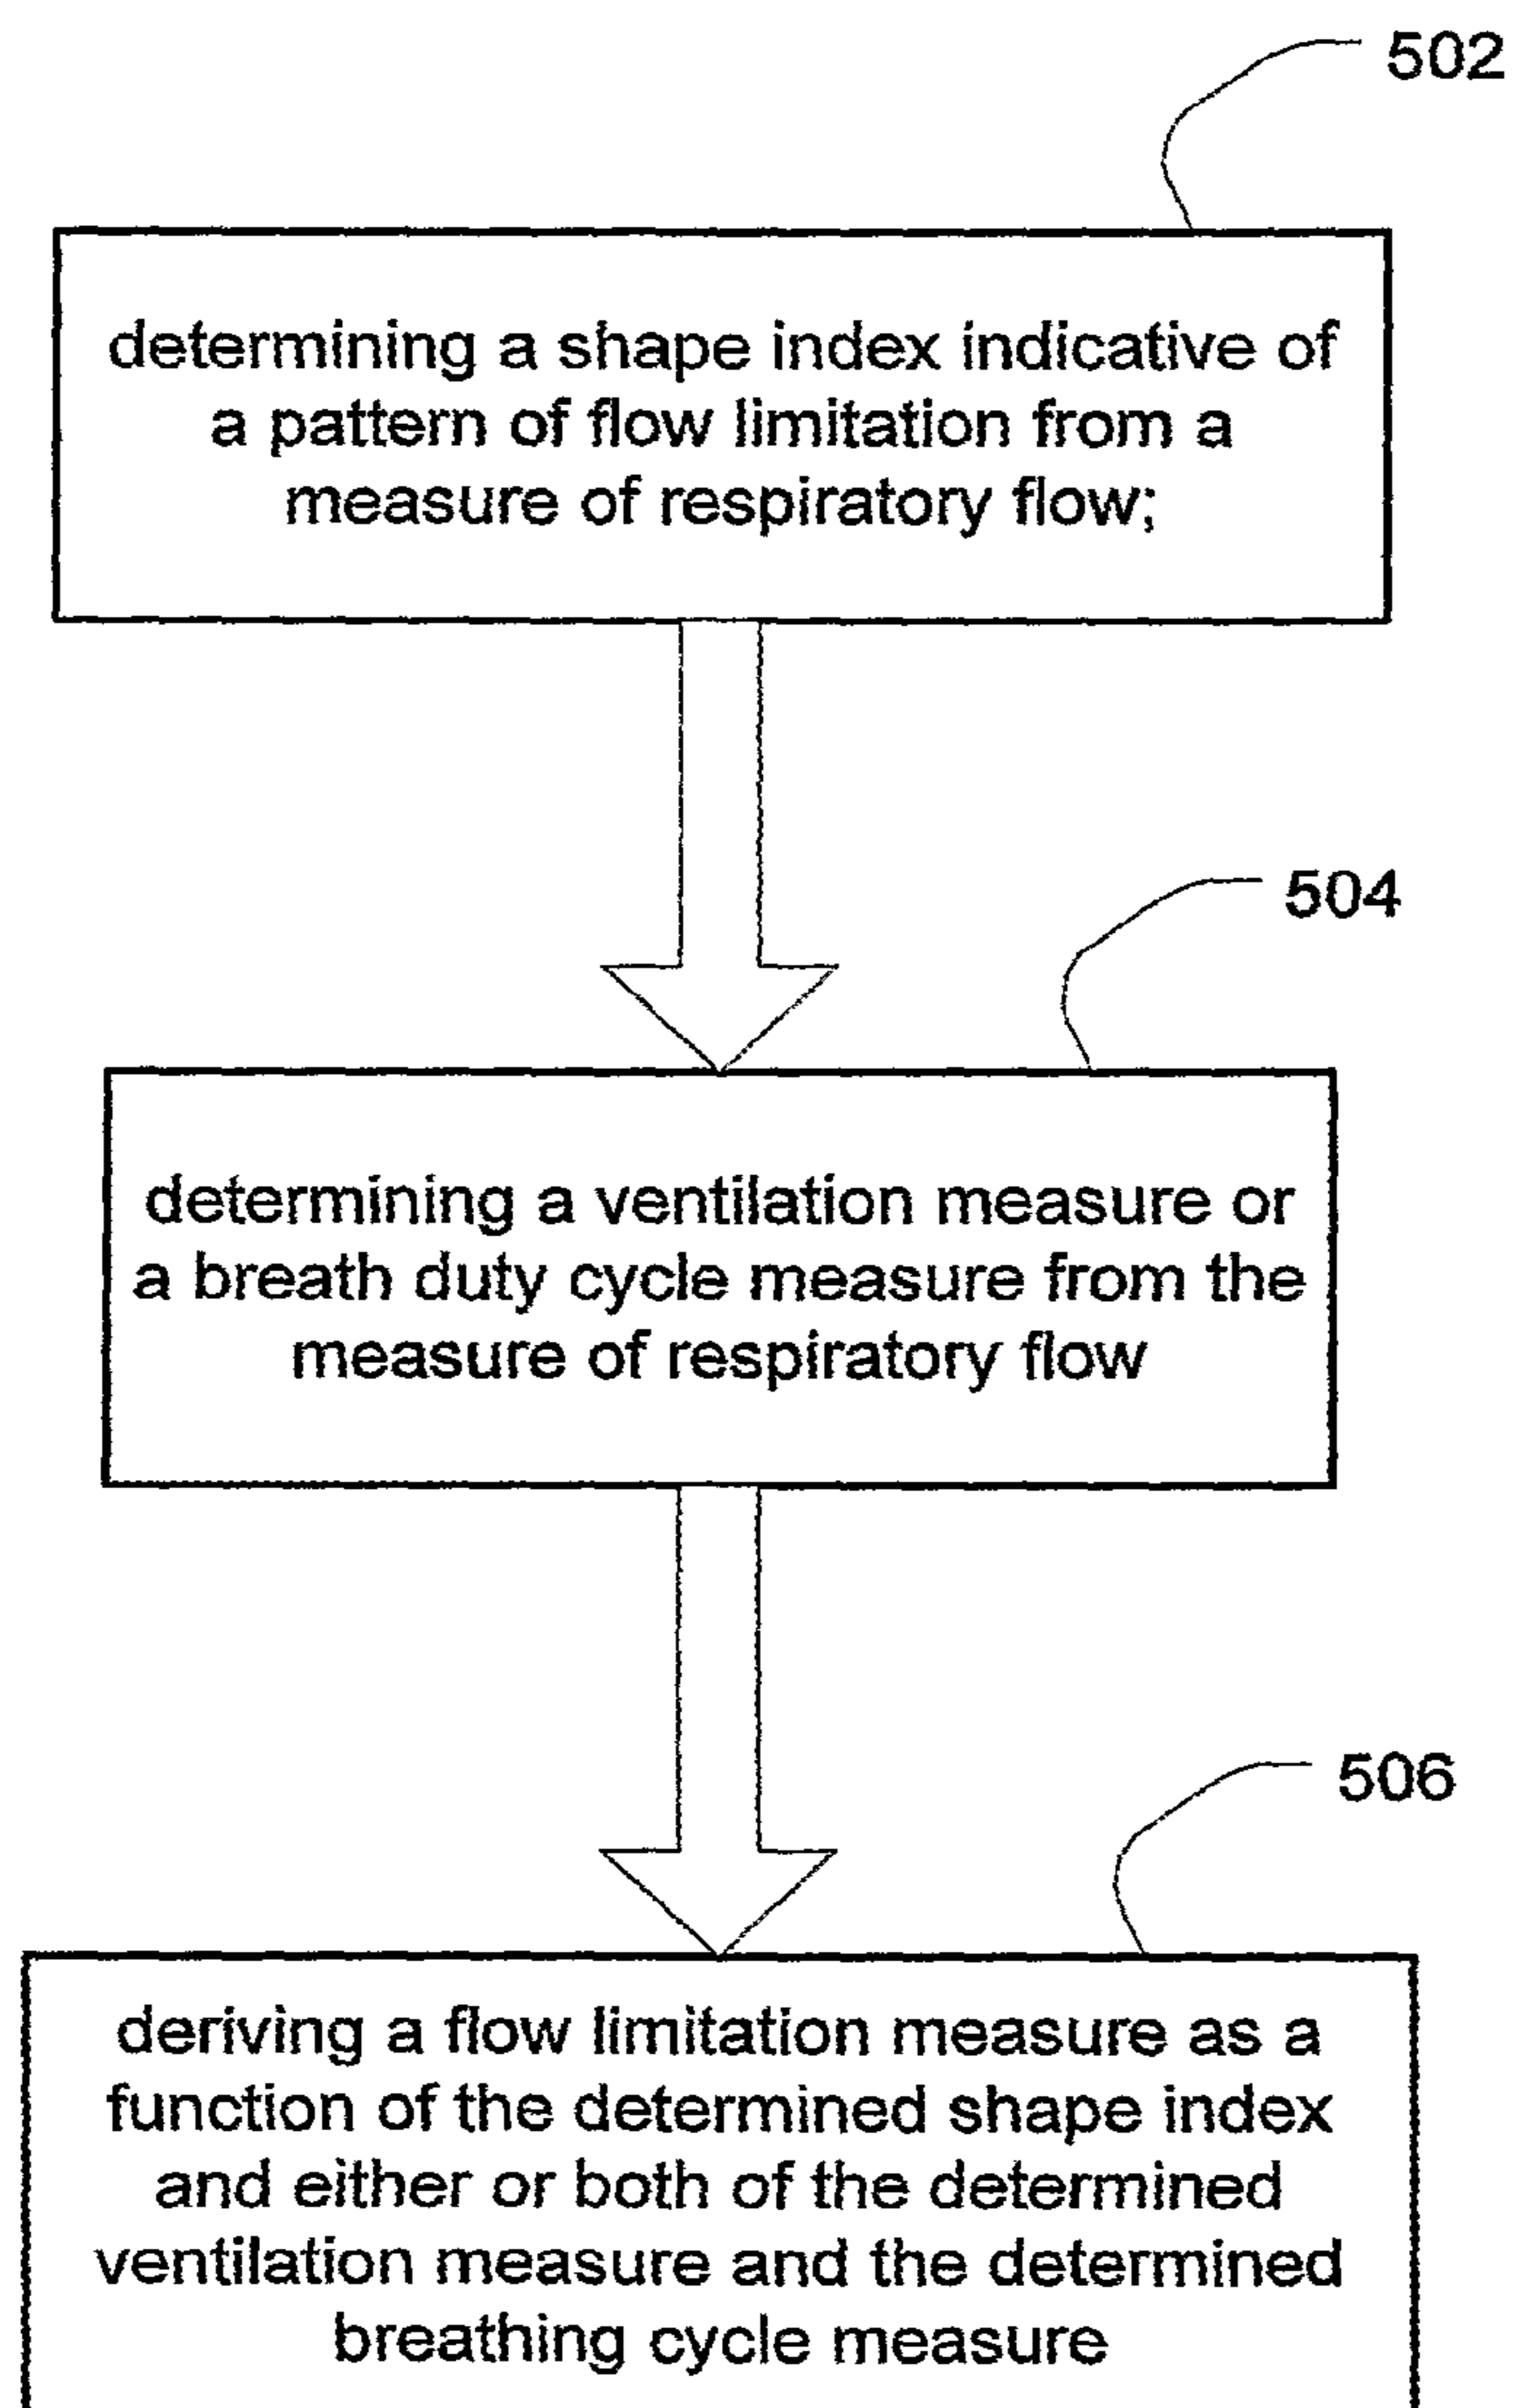 502
determining a shape index indicative of
a pattern of flow limitation from a
measure of respiratory flow;
504
determining a ventilation measure or
a breath duty cycle measure from the
measure of respiratory flow
506
deriving a flow limitation measure as a
function of the determined shape index
and either or both of the determined
ventilation measure and the determined
breathing cycle measure